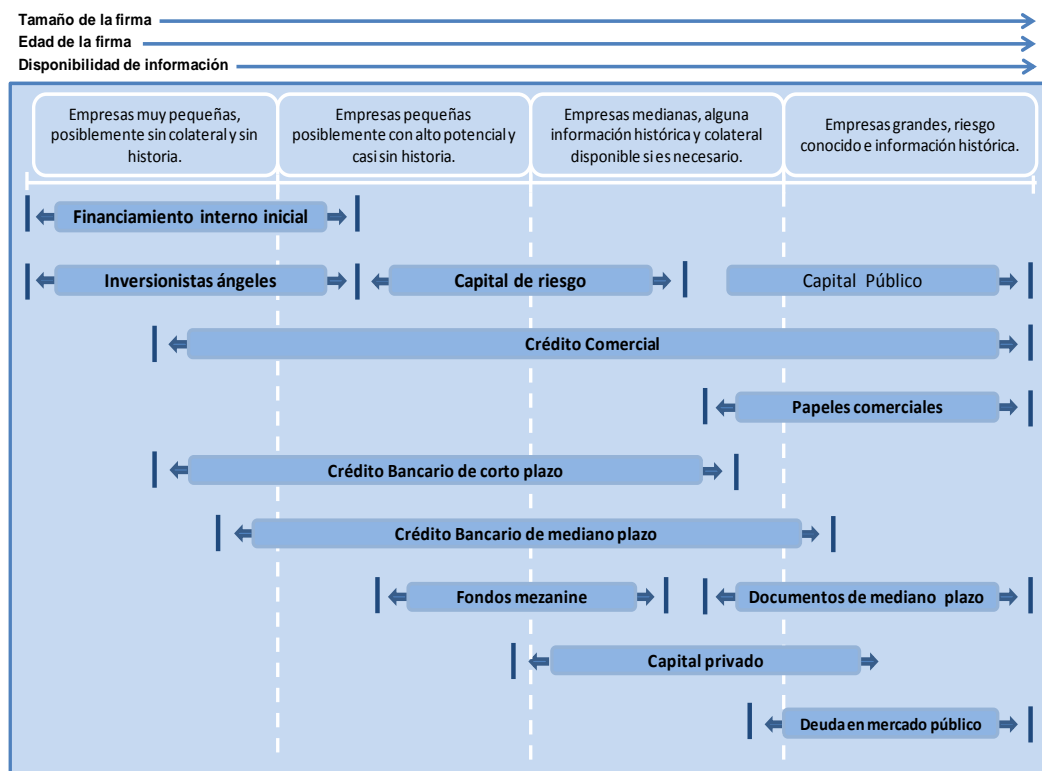 Tamaño de la firma
Edad de la firma
Disponibilidad de información
Empresas muy pequeñas,
posiblemente sin colateral y sin
historia.
Empresas pequeñas
posiblemente con alto potencial y
casi sin historia.
Empresas medianas, alguna
información histórica y colateral
disponible si es necesario.
Empresas grandes, riesgo
conocido e información histórica.
Financiamiento interno inicial
Inversionistas ángeles
Capital de riesgo
Capital Público
Crédito Comercial
Papeles comerciales
Crédito Bancario de corto plazo
Crédito Bancario de mediano plazo
Fondos mezanine
Documentos de mediano plazo
Capital privado
Deuda en mercado público